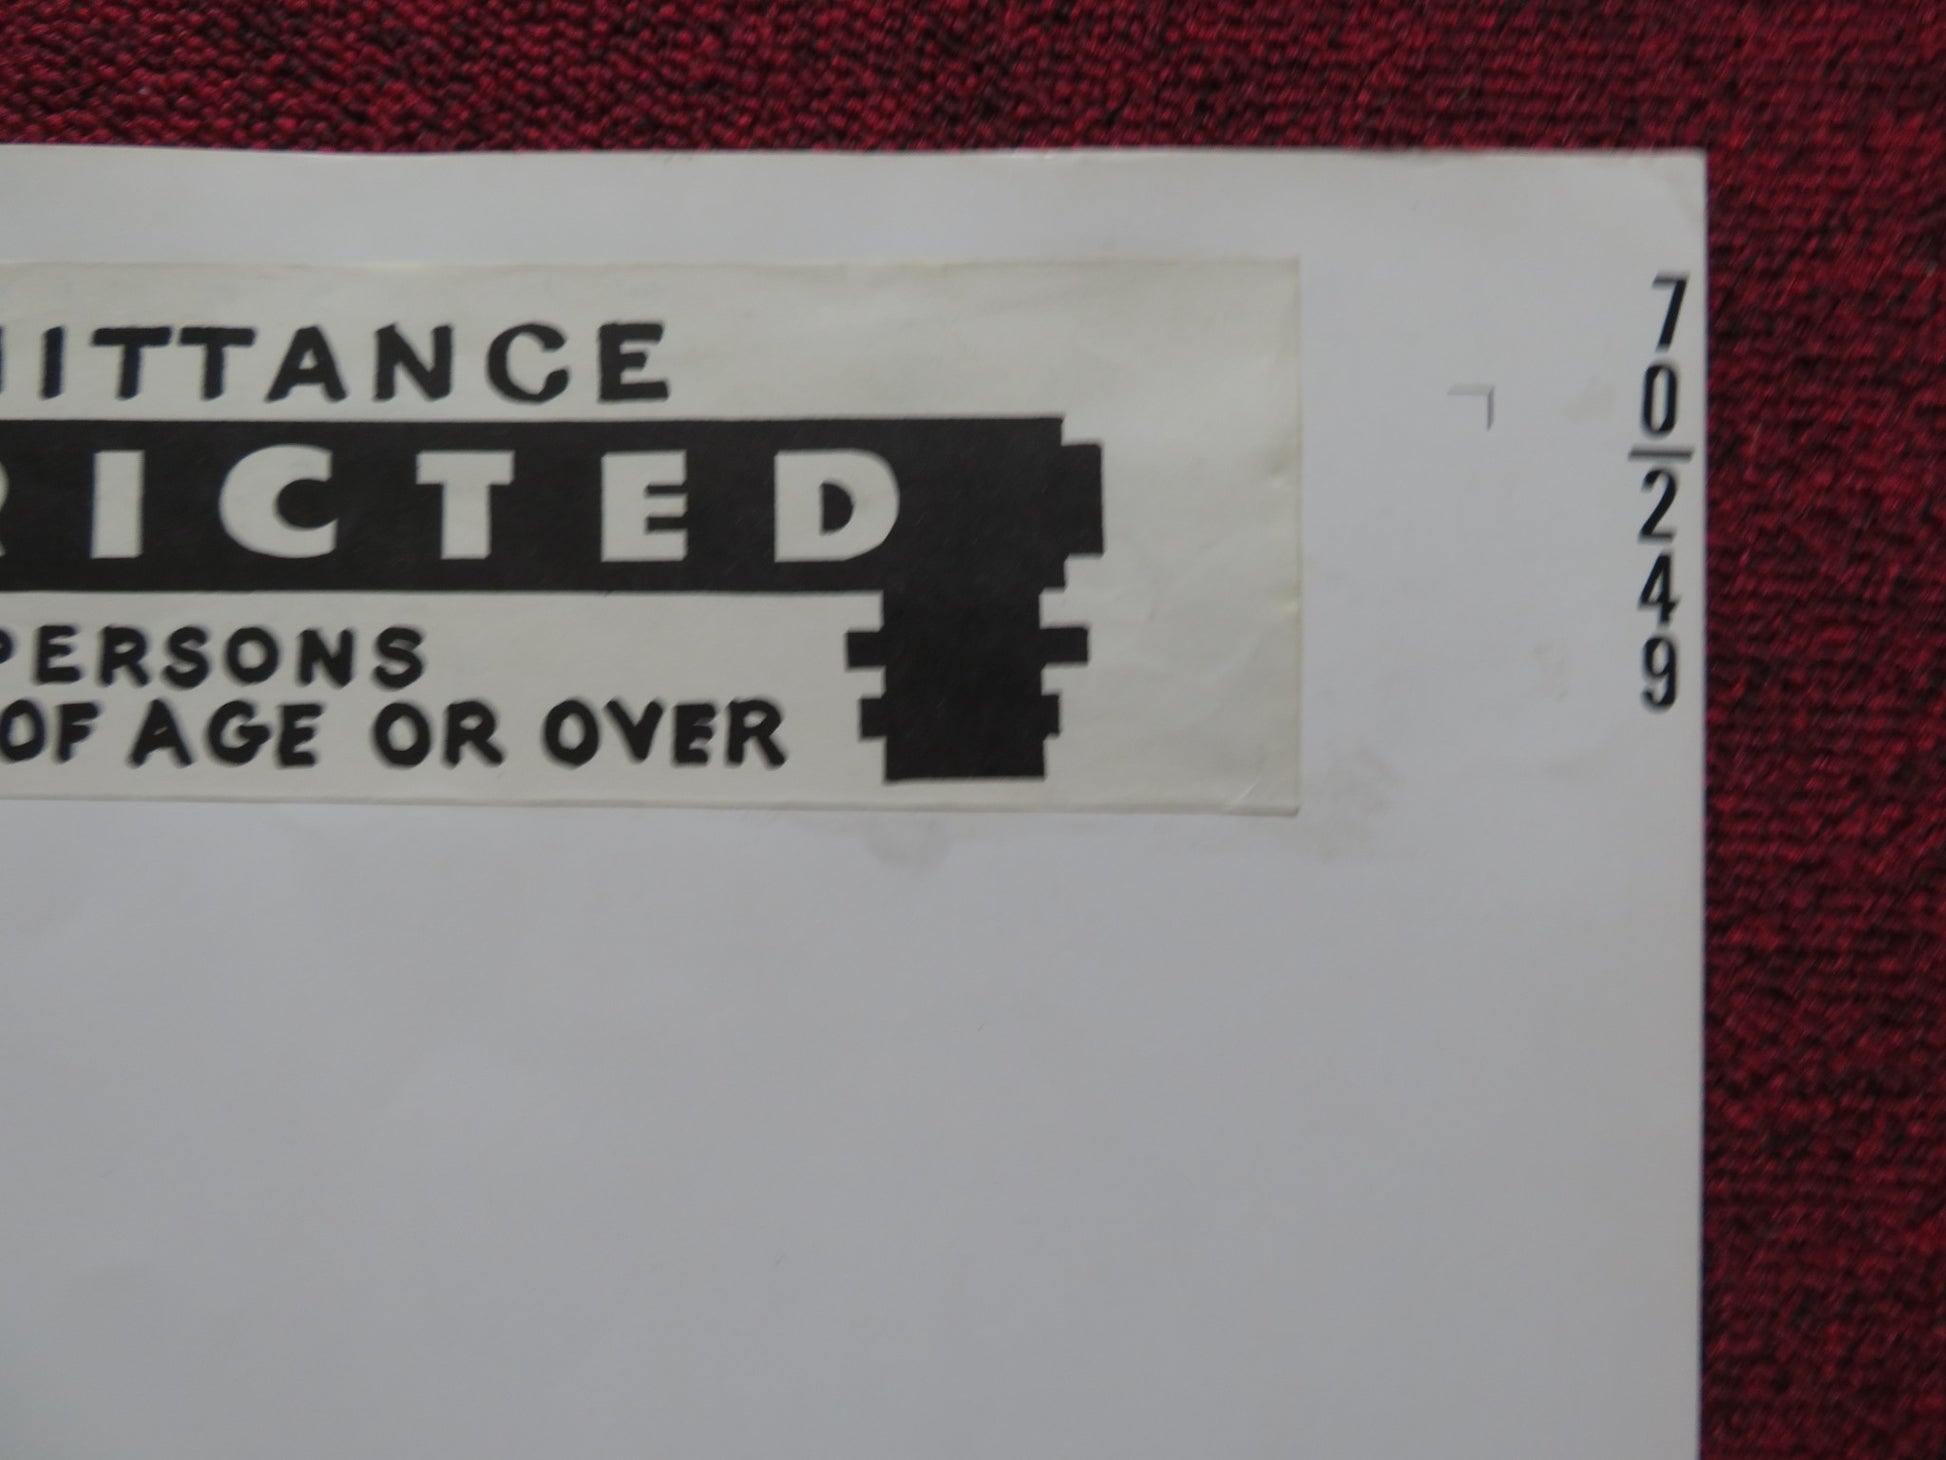 MITTANCE
RICTED
PERSONS
OF AGE OR OVER
70/249